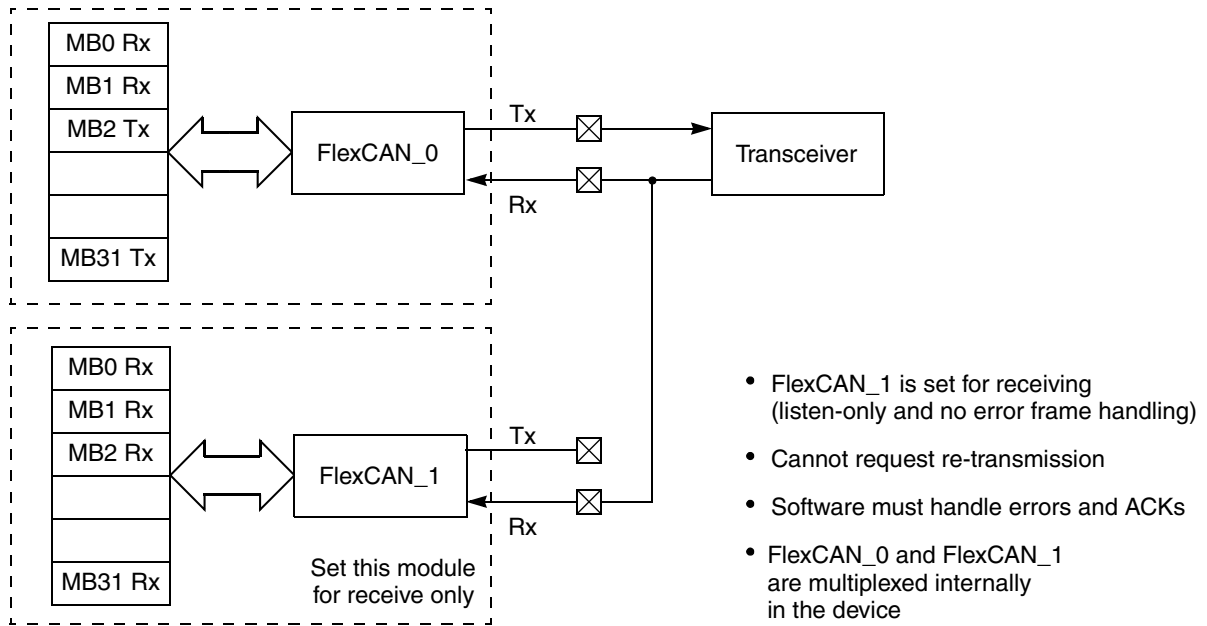 MB0 Rx
MB1 Rx
MB2 Tx
MB31 Tx
FlexCAN_0
Tx
Rx
Transceiver
MB0 Rx
MB1 Rx
MB2 Rx
MB31 Rx
FlexCAN_1
Tx
Rx
Set this module
for receive only
• FlexCAN_1 is set for receiving
(listen-only and no error frame handling)
• Cannot request re-transmission
• Software must handle errors and ACKs
• FlexCAN_0 and FlexCAN_1
are multiplexed internally
in the device